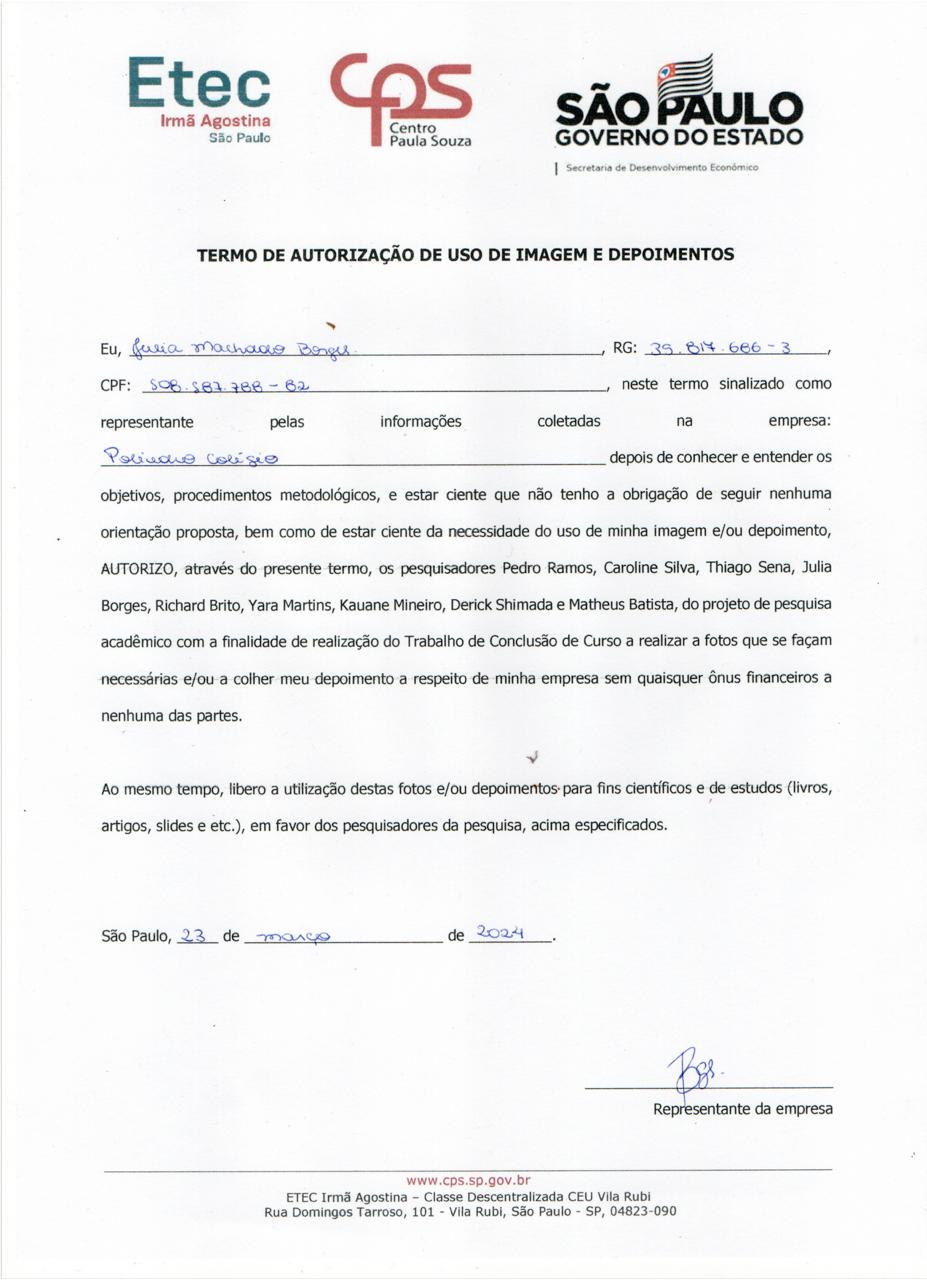 Etec
Irmã Agostina
São Paulo
CPS
Centro
Paula Souza
SÃO PAULO
GOVERNO DO ESTADO
Secretaria de Desenvolvimento Econômico
TERMO DE AUTORIZAÇÃO DE USO DE IMAGEM E DEPOIMENTOS
Eu, Julia Machado Borges, RG: 39.817.686-3,
CPF: 508.587.788-82, neste termo sinalizado como
representante pelas informações coletadas na empresa:
Poliedro Colégio depois de conhecer e entender os
objetivos, procedimentos metodológicos, e estar ciente que não tenho a obrigação de seguir nenhuma
orientação proposta, bem como de estar ciente da necessidade do uso de minha imagem e/ou depoimento,
AUTORIZO, através do presente termo, os pesquisadores Pedro Ramos, Caroline Silva, Thiago Sena, Julia
Borges, Richard Brito, Yara Martins, Kauane Mineiro, Derick Shimada e Matheus Batista, do projeto de pesquisa
acadêmico com a finalidade de realização do Trabalho de Conclusão de Curso a realizar a fotos que se façam
necessárias e/ou a colher meu depoimento a respeito de minha empresa sem quaisquer ônus financeiros a
nenhuma das partes.
Ao mesmo tempo, libero a utilização destas fotos e/ou depoimentos para fins científicos e de estudos (livros,
artigos, slides e etc.), em favor dos pesquisadores da pesquisa, acima especificados.
São Paulo, 23 de março de 2024.
Representante da empresa
www.cps.sp.gov.br
ETEC Irmã Agostina – Classe Descentralizada CEU Vila Rubi
Rua Domingos Tarroso, 101 - Vila Rubi, São Paulo - SP, 04823-090